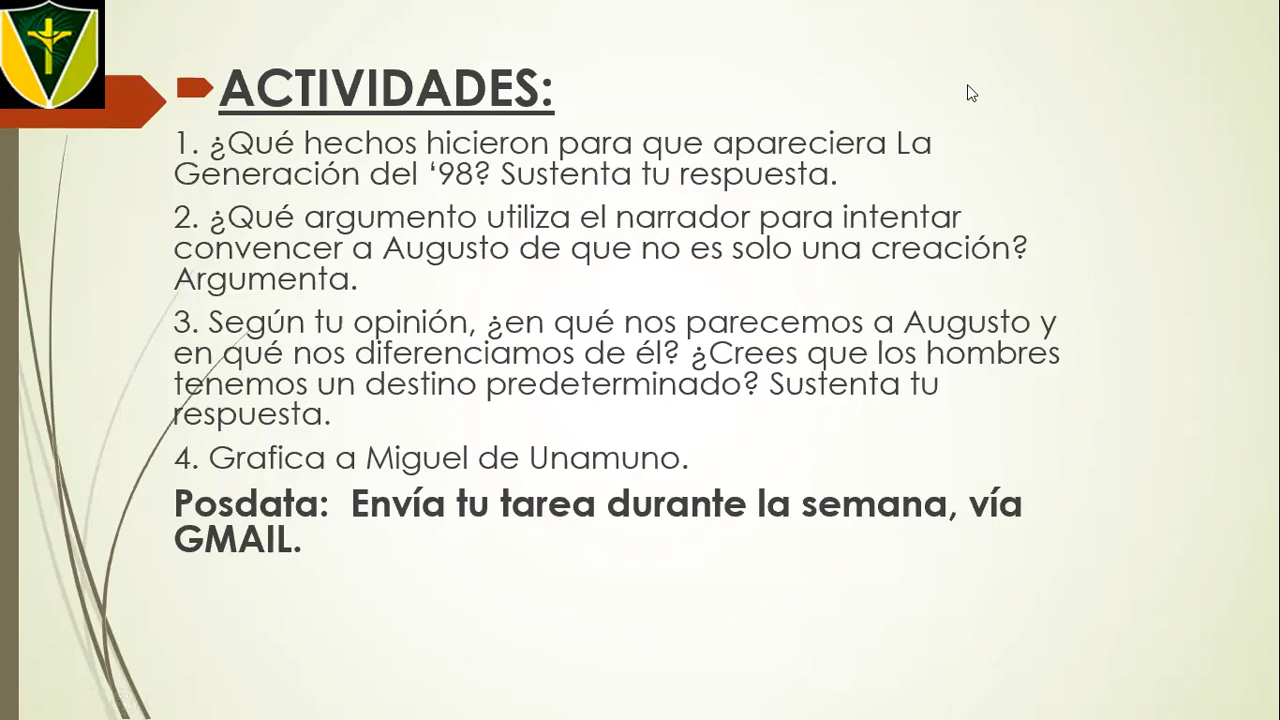 ACTIVIDADES:
1. ¿Qué hechos hicieron para que apareciera La
Generación del ‘98? Sustenta tu respuesta.
2. ¿Qué argumento utiliza el narrador para intentar
convencer a Augusto de que no es solo una creación?
Argumenta.
3. Según tu opinión, ¿en qué nos parecemos a Augusto y
en qué nos diferenciamos de él? ¿Crees que los hombres
tenemos un destino predeterminado? Sustenta tu
respuesta.
4. Grafica a Miguel de Unamuno.
Posdata: Envía tu tarea durante la semana, vía
GMAIL.